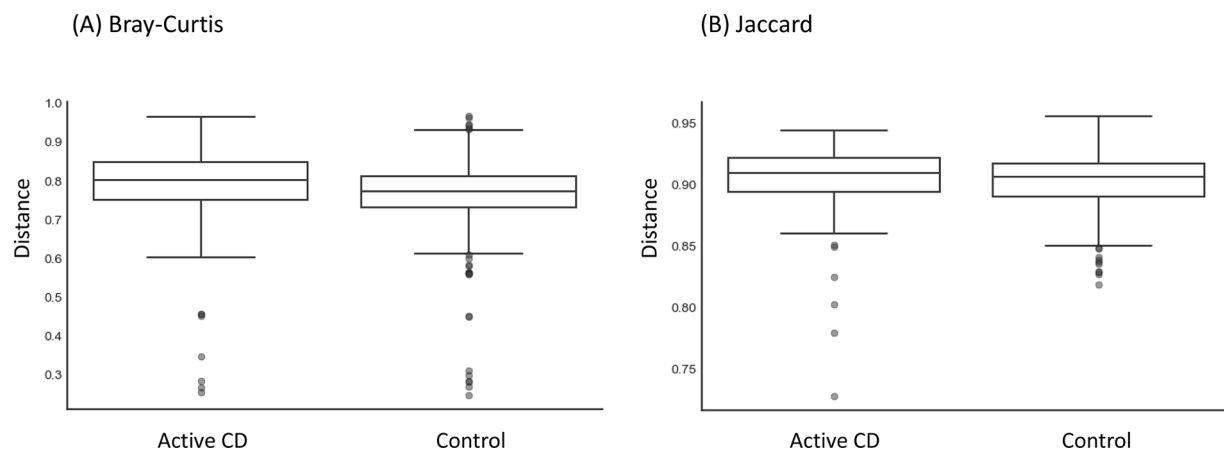 (A) Bray-Curtis
(B) Jaccard
Distance
1.0
0.9
0.8
0.7
0.6
0.5
0.4
0.3
Active CD
Control
Distance
0.95
0.90
0.85
0.80
0.75
Active CD
Control